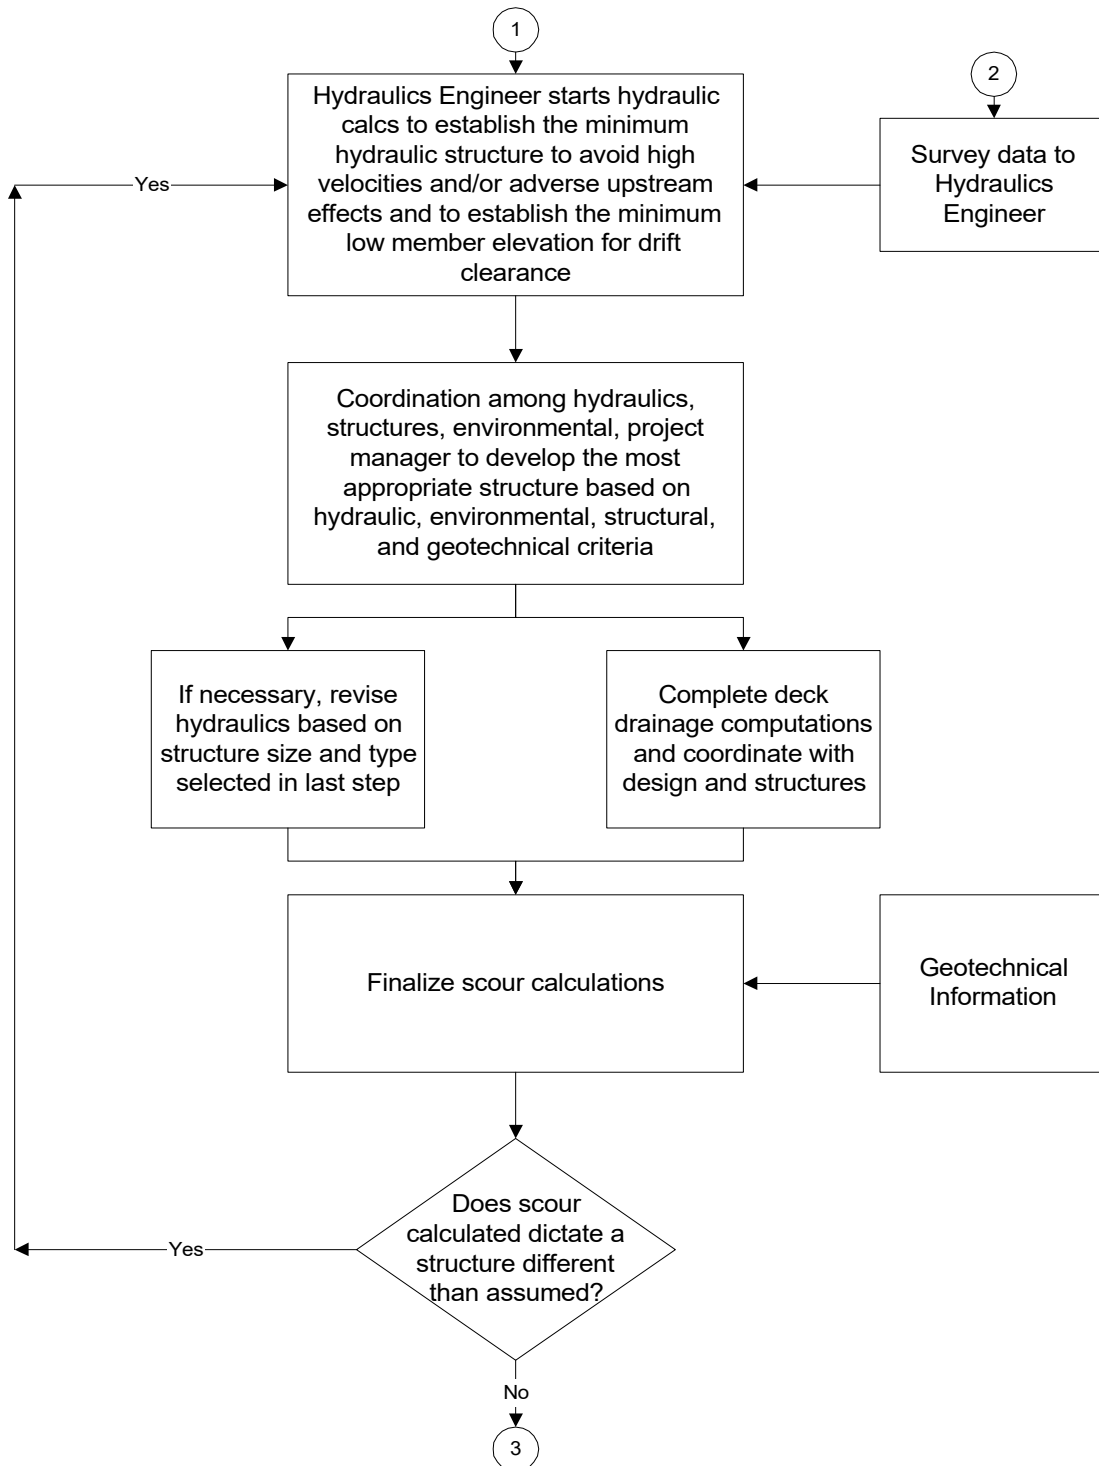 1
2
Hydraulics Engineer starts hydraulic
calcs to establish the minimum
hydraulic structure to avoid high
velocities and/or adverse upstream
effects and to establish the minimum
low member elevation for drift
clearance
Survey data to
Hydraulics
Engineer
Yes
Coordination among hydraulics,
structures, environmental, project
manager to develop the most
appropriate structure based on
hydraulic, environmental, structural,
and geotechnical criteria
If necessary, revise
hydraulics based on
structure size and type
selected in last step
Complete deck
drainage computations
and coordinate with
design and structures
Finalize scour calculations
Geotechnical
Information
Does scour
calculated dictate a
structure different
than assumed?
Yes
No
3